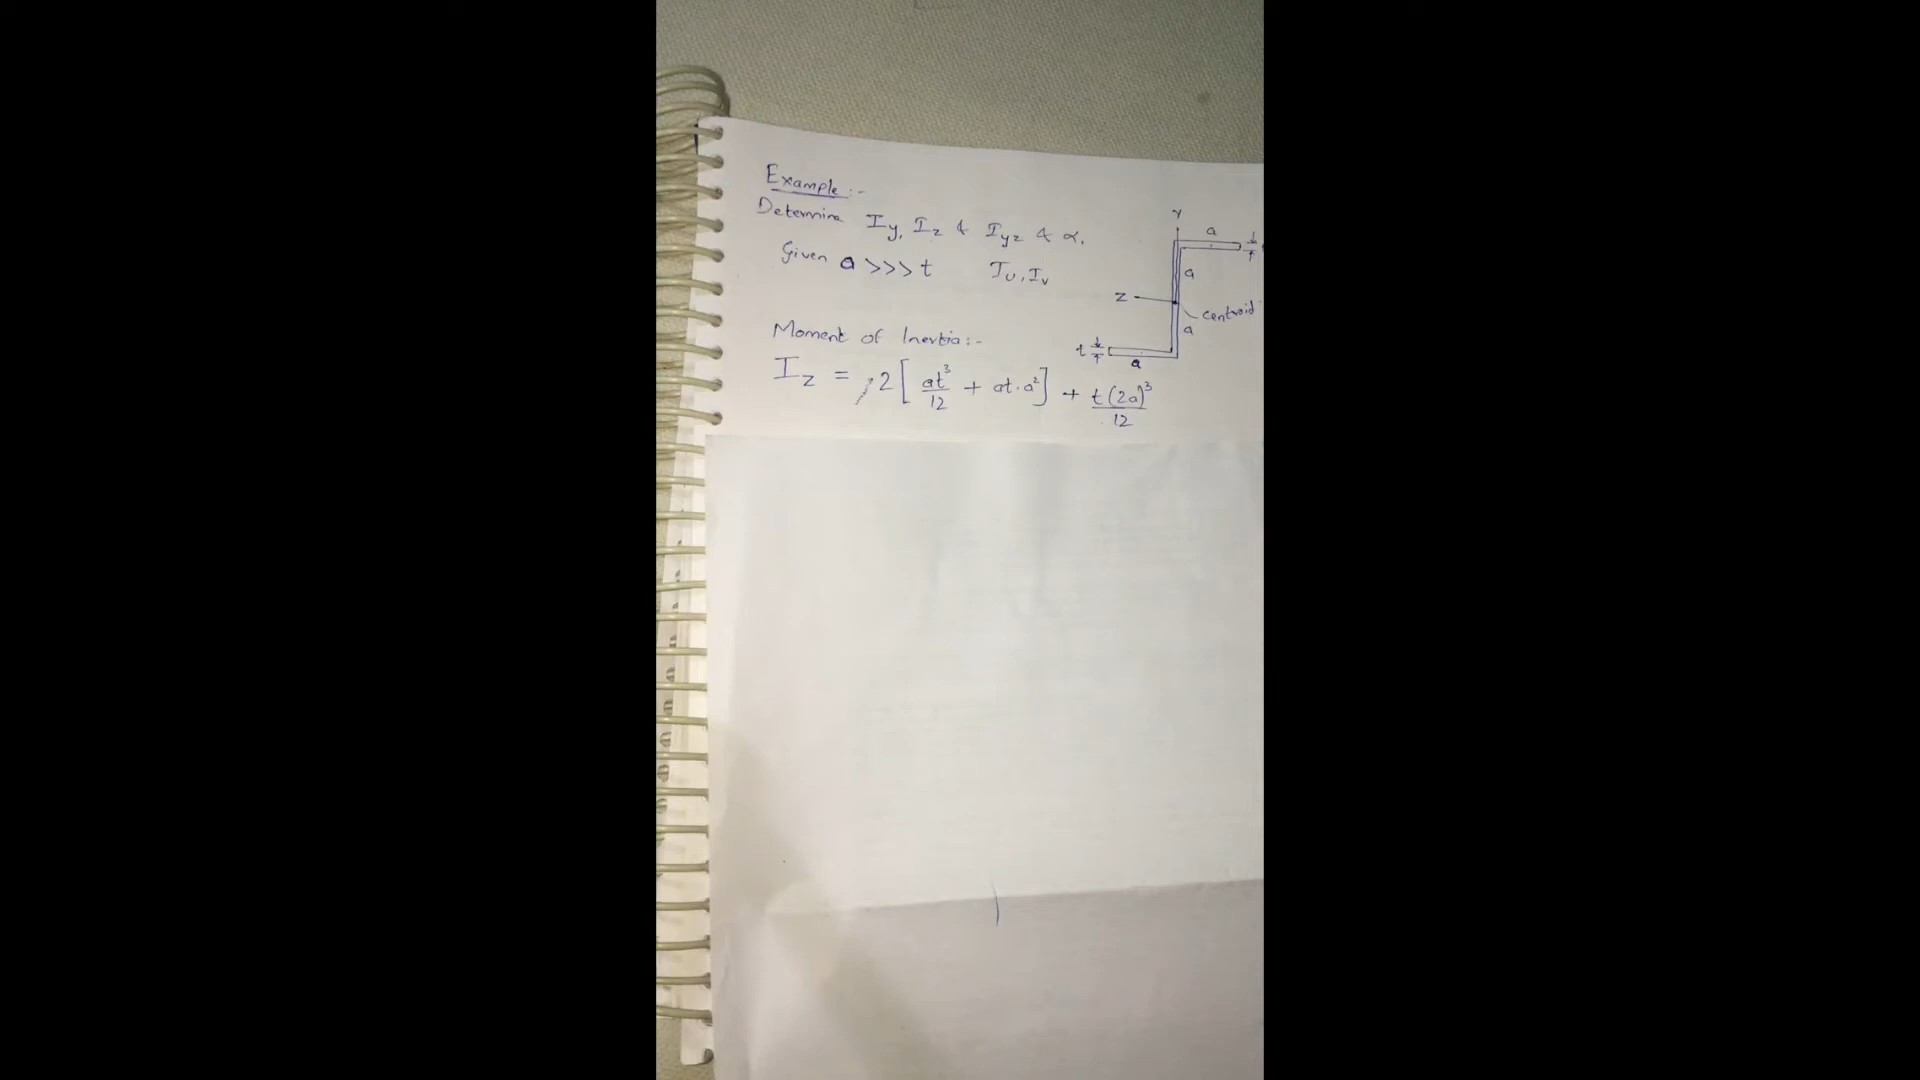 Example :-
Determine Iy, Iz & Iyz & α.
Given a >>> t IU, Iv
Y
a
a
Z
centroid
a
t
a
Moment of Inertia:-
Iz = 2[at³/12 + at.a²] + t(2a)³/12